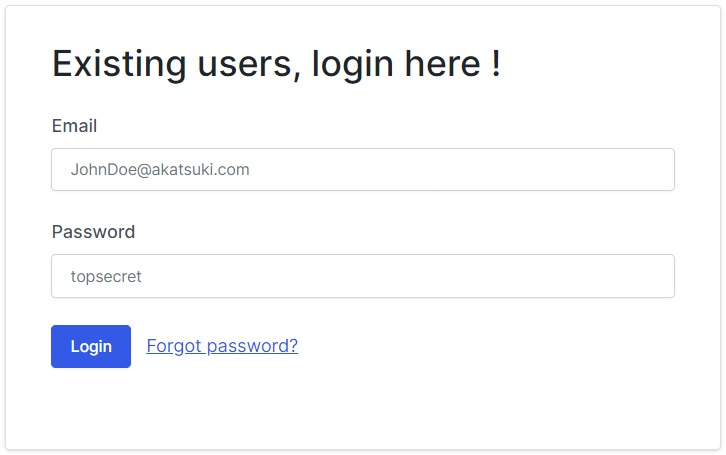 Existing users, login here !
Email
JohnDoe@akatsuki.com
Password
topsecret
Login Forgot password?